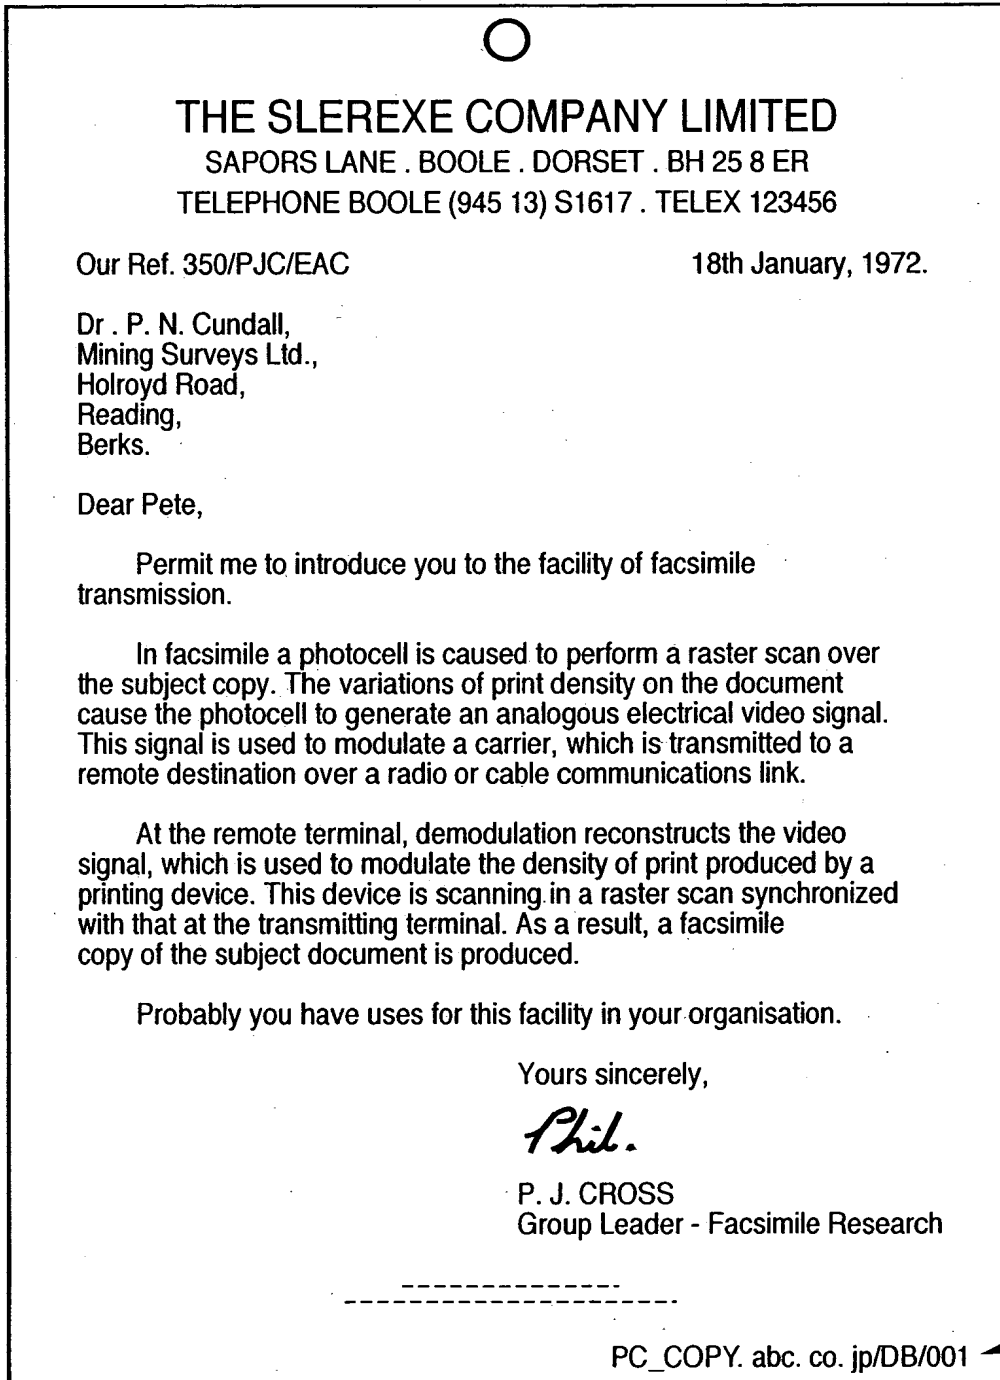 THE SLEREXE COMPANY LIMITED
SAPORS LANE . BOOLE . DORSET . BH 25 8 ER
TELEPHONE BOOLE (945 13) S1617 . TELEX 123456
Our Ref. 350/PJC/EAC 18th January, 1972.
Dr . P. N. Cundall,
Mining Surveys Ltd.,
Holroyd Road,
Reading,
Berks.
Dear Pete,
Permit me to introduce you to the facility of facsimile
transmission.
In facsimile a photocell is caused to perform a raster scan over
the subject copy. The variations of print density on the document
cause the photocell to generate an analogous electrical video signal.
This signal is used to modulate a carrier, which is transmitted to a
remote destination over a radio or cable communications link.
At the remote terminal, demodulation reconstructs the video
signal, which is used to modulate the density of print produced by a
printing device. This device is scanning in a raster scan synchronized
with that at the transmitting terminal. As a result, a facsimile
copy of the subject document is produced.
Probably you have uses for this facility in your organisation.
Yours sincerely,
Phil.
P. J. CROSS
Group Leader - Facsimile Research
PC_COPY. abc. co. jp/DB/001